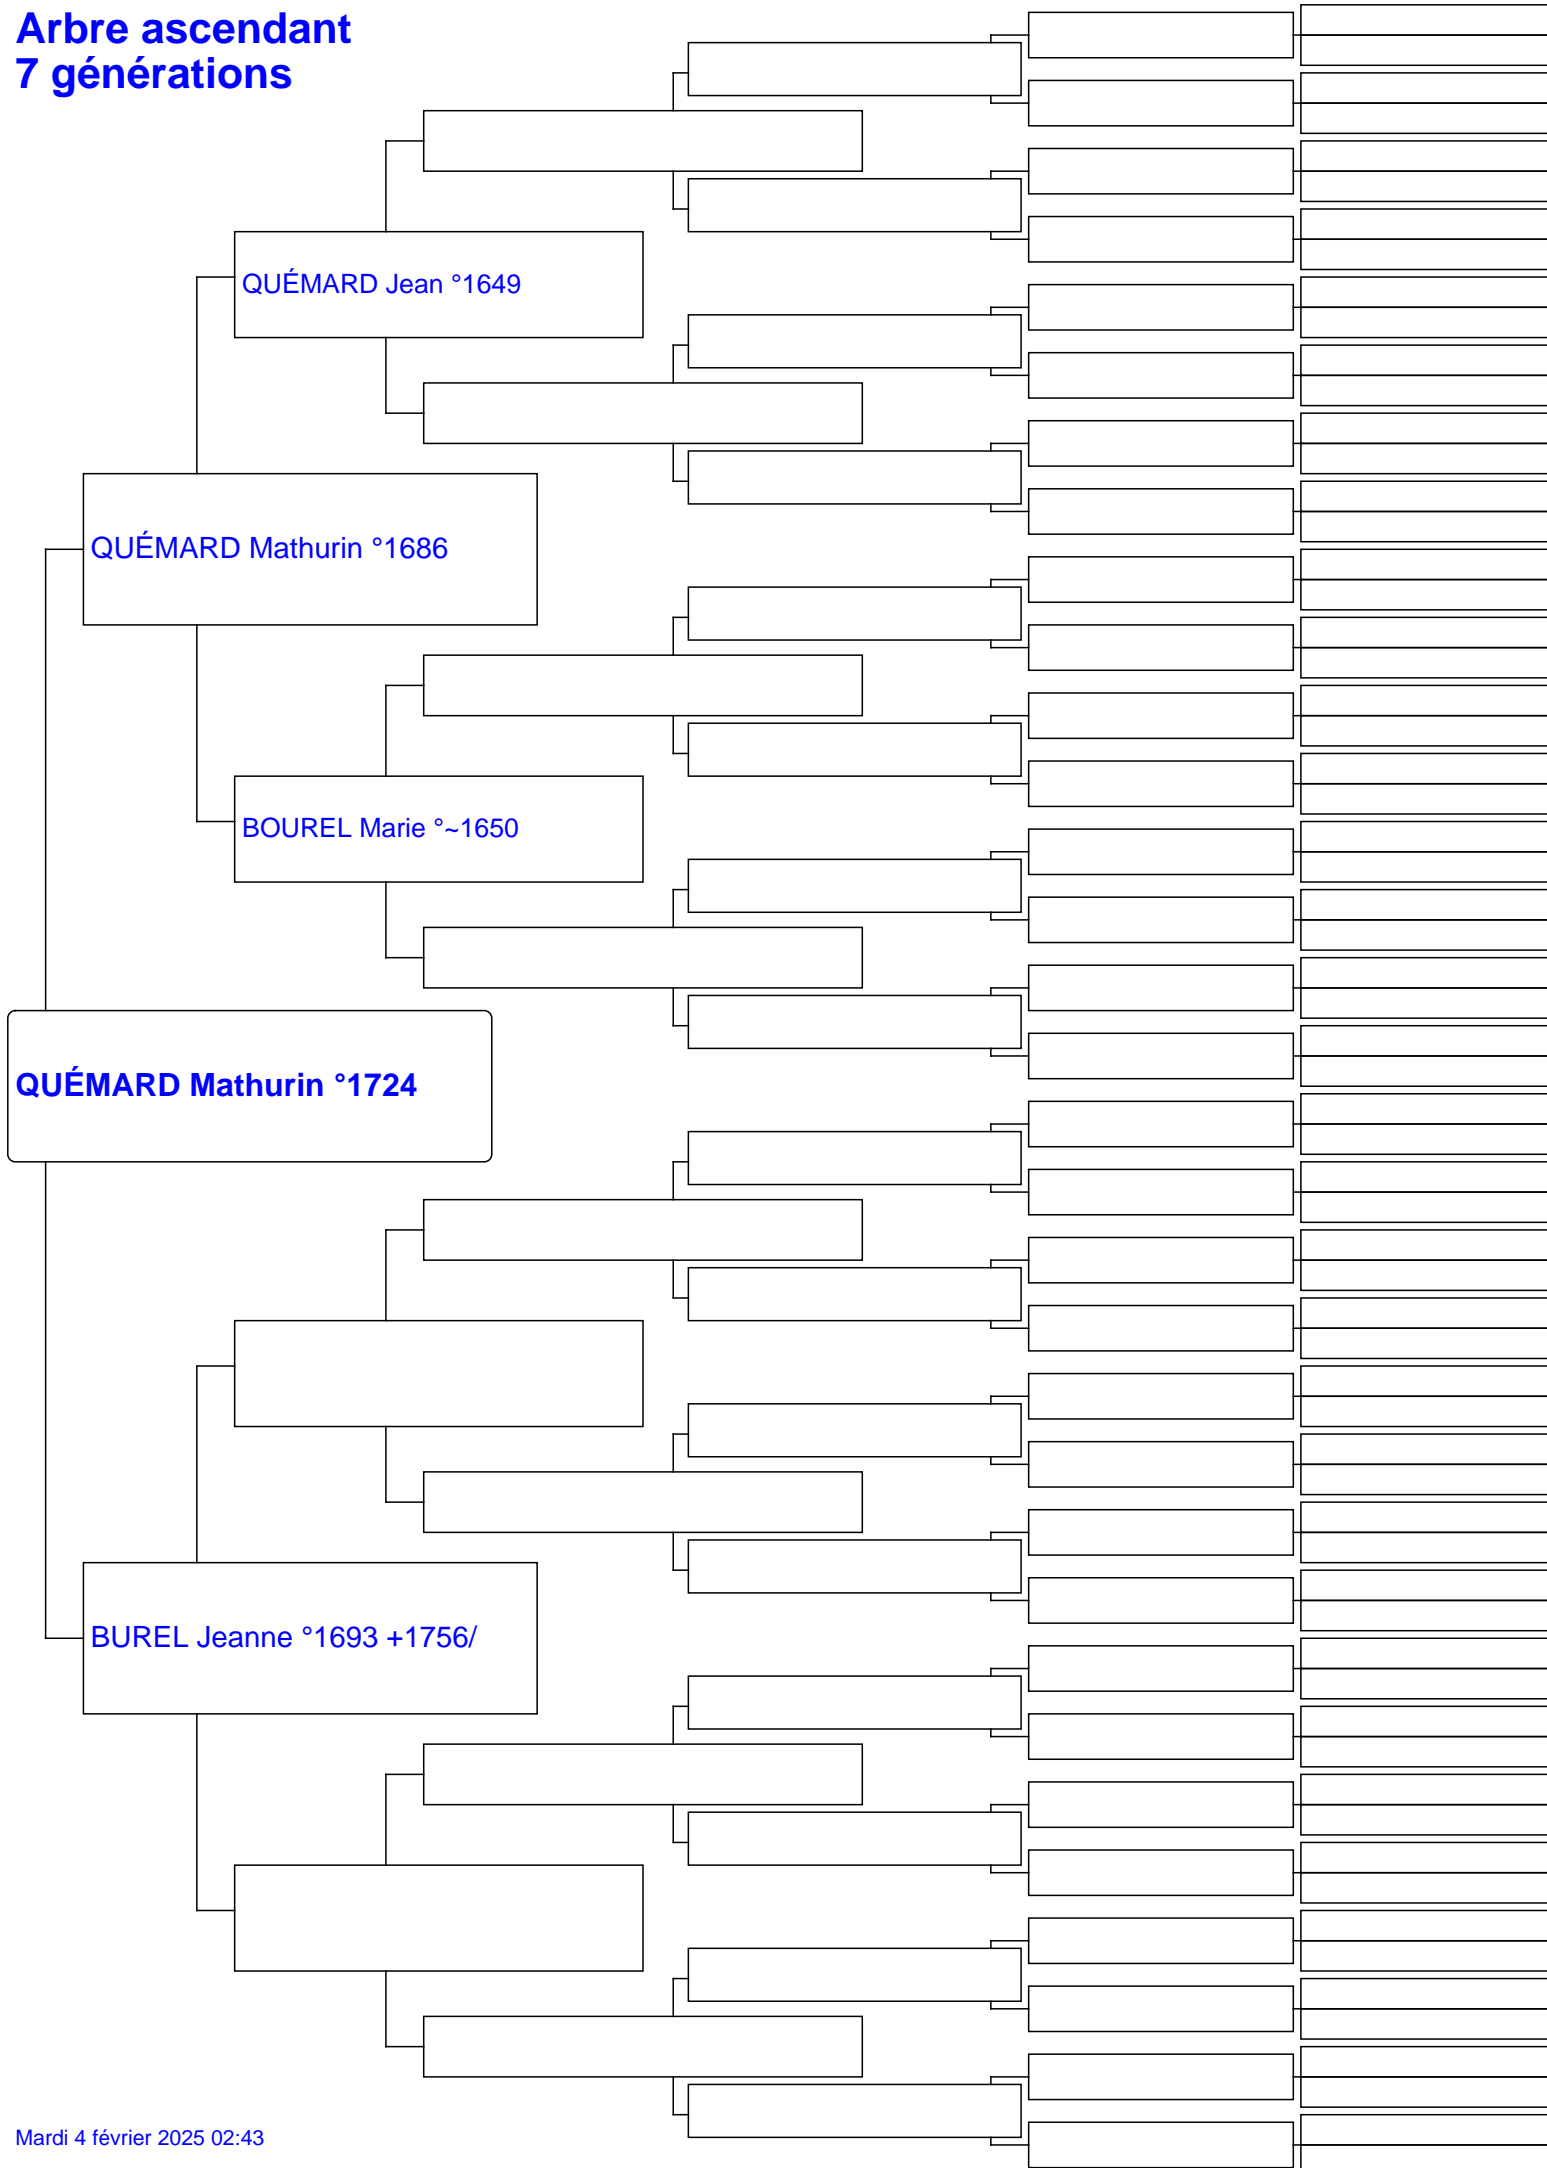 Arbre ascendant
7 générations
QUÉMARD Jean °1649
QUÉMARD Mathurin °1686
BOUREL Marie °~1650
QUÉMARD Mathurin °1724
BUREL Jeanne °1693 +1756/
Mardi 4 février 2025 02:43